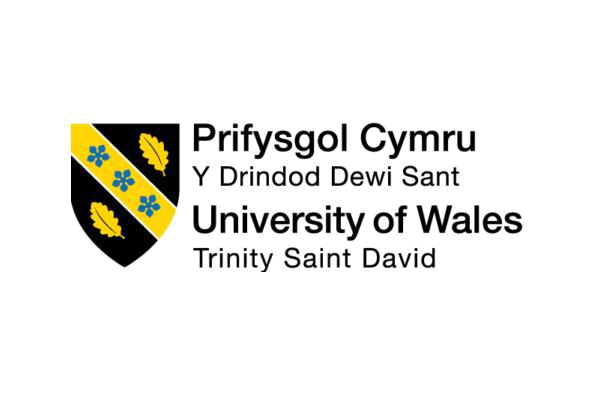 Prifysgol Cymru
Y Drindod Dewi Sant
University of Wales
Trinity Saint David